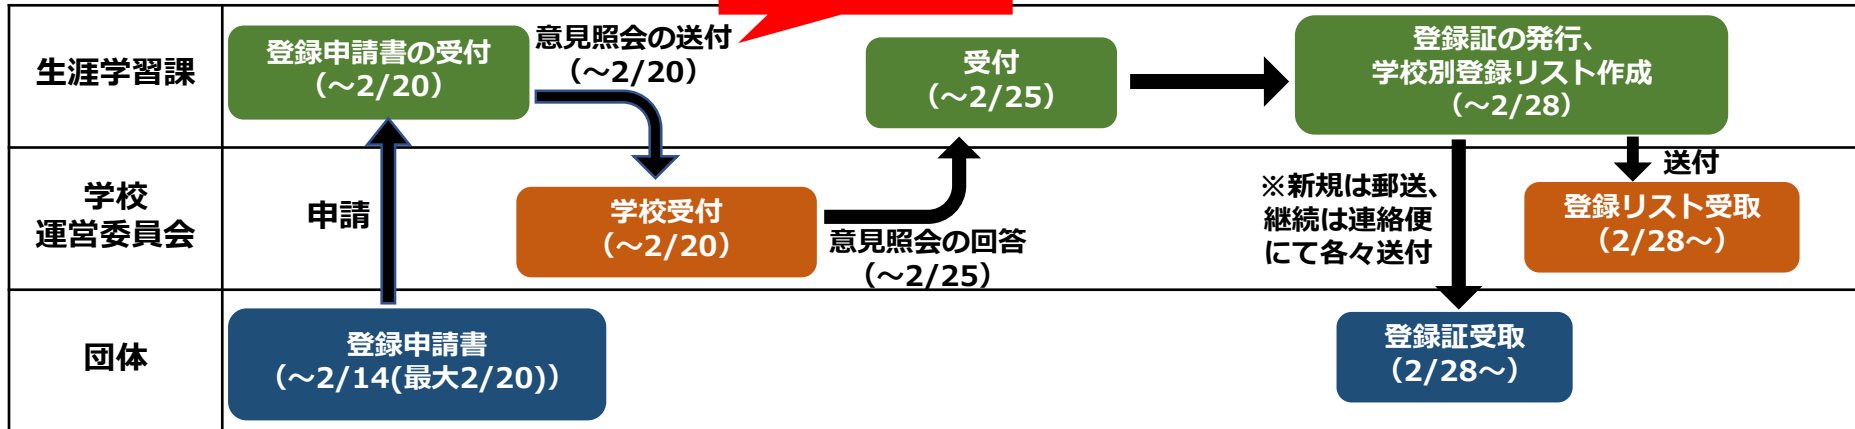 生涯学習課
登録申請書の受付
(～2/20)
意見照会の送付
(～2/20)
受付
(～2/25)
登録証の発行、
学校別登録リスト作成
(～2/28)
学校
運営委員会
申請
学校受付
(～2/20)
意見照会の回答
(～2/25)
※新規は郵送、
継続は連絡便
にて各々送付
送付
登録リスト受取
(2/28～)
団体
登録申請書
(～2/14(最大2/20))
登録証受取
(2/28～)